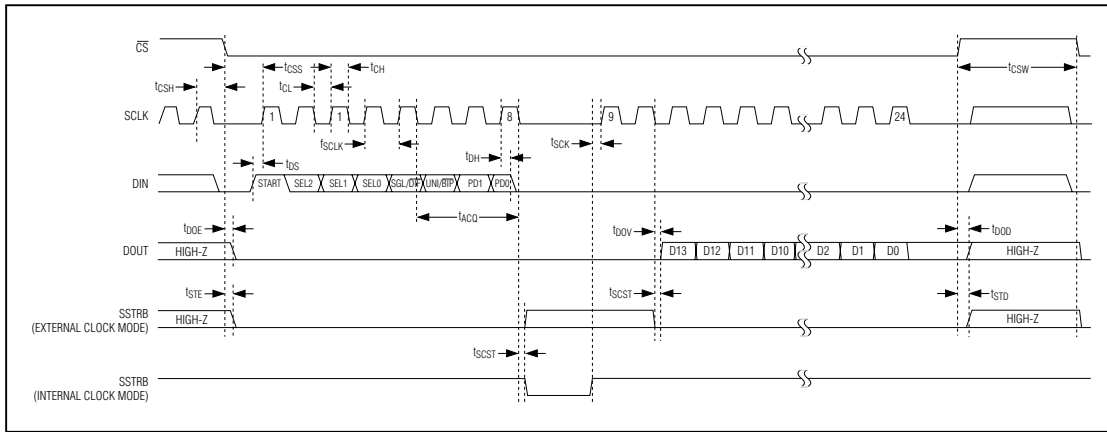 CS
tCSS
tCH
tCSH
tCL
tCSW
SCLK
1
1
8
9
24
fSCLK
tSCK
tDS
tDH
DIN
START
SEL2
SEL1
SEL0
SGL/DIF
UNI/BIP
PD1
PD0
tACQ
tDOE
tDOV
tDOD
DOUT
HIGH-Z
D13
D12
D11
D10
D2
D1
D0
HIGH-Z
tSTE
tSCST
tSTD
SSTRB
(EXTERNAL CLOCK MODE)
HIGH-Z
HIGH-Z
tSCST
SSTRB
(INTERNAL CLOCK MODE)